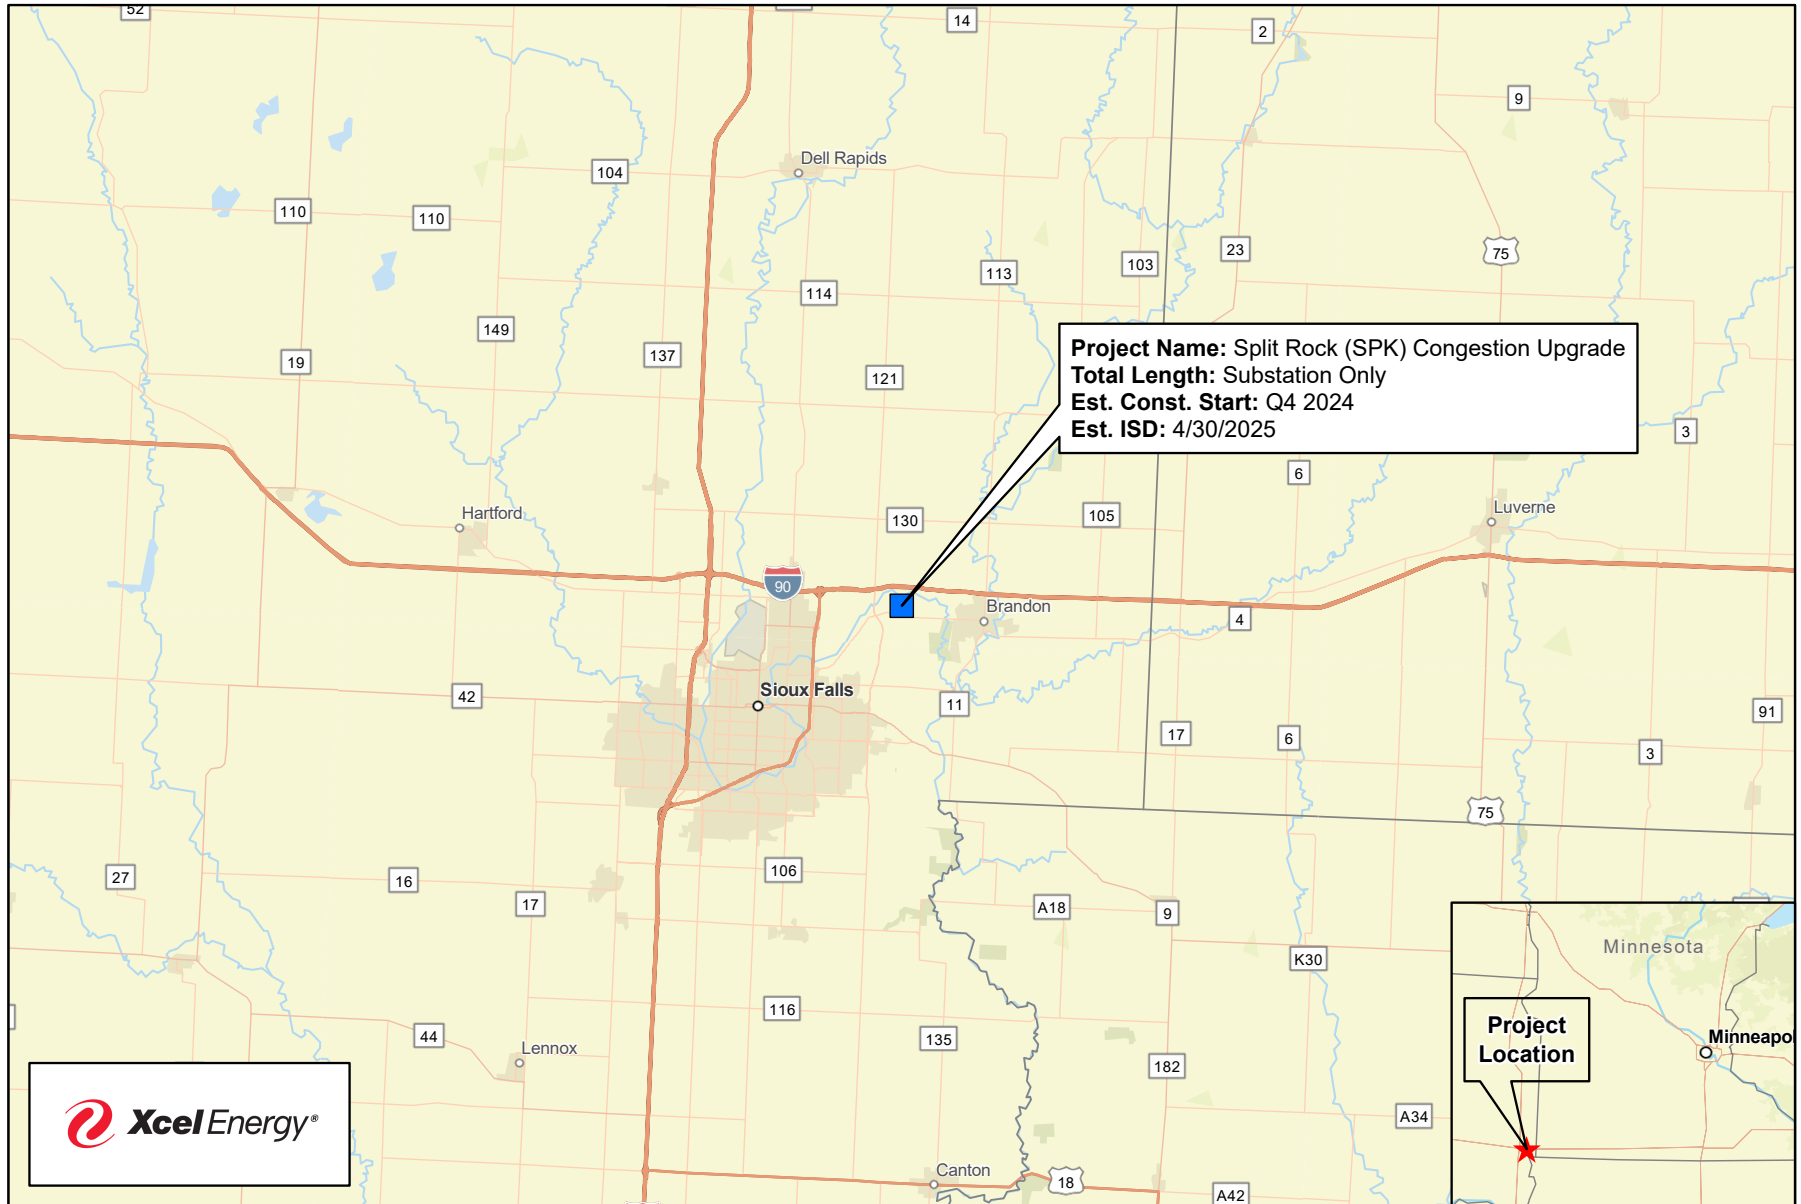 52
14
2
9
Dell Rapids
104
110
110
23
75
103
113
114
149
137
19
121
Project Name: Split Rock (SPK) Congestion Upgrade
Total Length: Substation Only
Est. Const. Start: Q4 2024
Est. ISD: 4/30/2025
3
6
Hartford
130
105
Luverne
90
Brandon
4
Sioux Falls
42
11
17
6
91
3
75
106
27
16
17
A18
9
K30
Minnesota
116
135
44
Lennox
Project
Location
Minneapol
182
A34
Xcel Energy®
Canton
18
A42